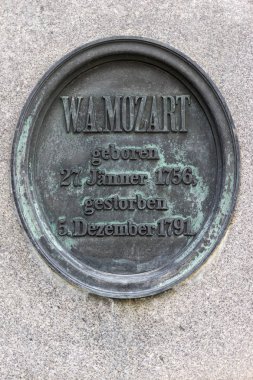 W.A.MOZART
geboren
27. Jänner 1756,
gestorben
5. Dezember 1791.